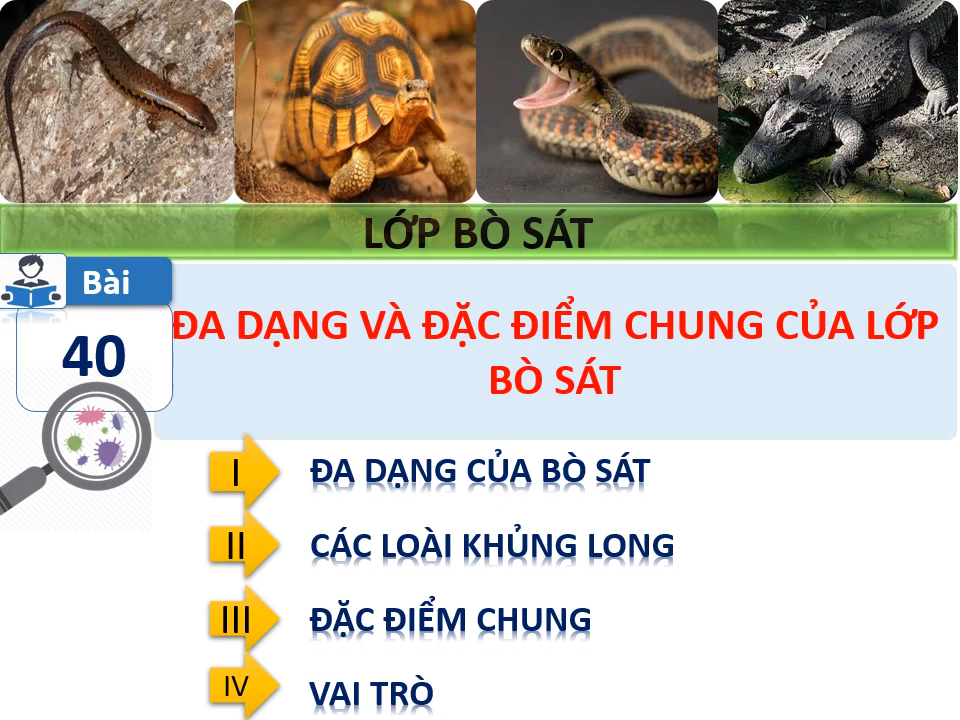 LỚP BÒ SÁT
Bài
40
ĐA DẠNG VÀ ĐẶC ĐIỂM CHUNG CỦA LỚP
BÒ SÁT
I ĐA DẠNG CỦA BÒ SÁT
II CÁC LOÀI KHỦNG LONG
III ĐẶC ĐIỂM CHUNG
IV VAI TRÒ